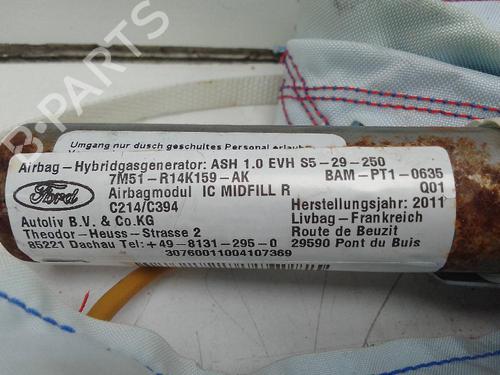 B-PARTS
Umgang nur dusch geschultes Personal erlaubt
Airbag-Hybridgasgenerator: ASH 1.0 EVH S5-29-250
7M51-R14K159-AK BAM-PT1-0635
Ford Airbagmodul IC MIDFILL R Q01
C214/C394 Herstellungsjahr: 2011
Autoliv B.V. & Co.KG Livbag-Frankreich
Theodor-Heuss-Strasse 2 Route de Beuzit
85221 Dachau Tel:+49-8131-295-0 29590 Pont du Buis
30760011004107369